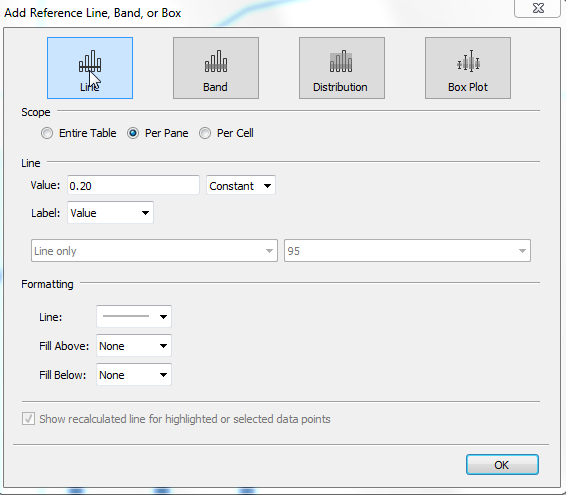 Add Reference Line, Band, or Box
Line Band Distribution Box Plot
Scope
Entire Table Per Pane Per Cell
Line
Value: 0.20 Constant
Label: Value
Line only 95
Formatting
Line:
Fill Above: None
Fill Below: None
Show recalculated line for highlighted or selected data points
OK